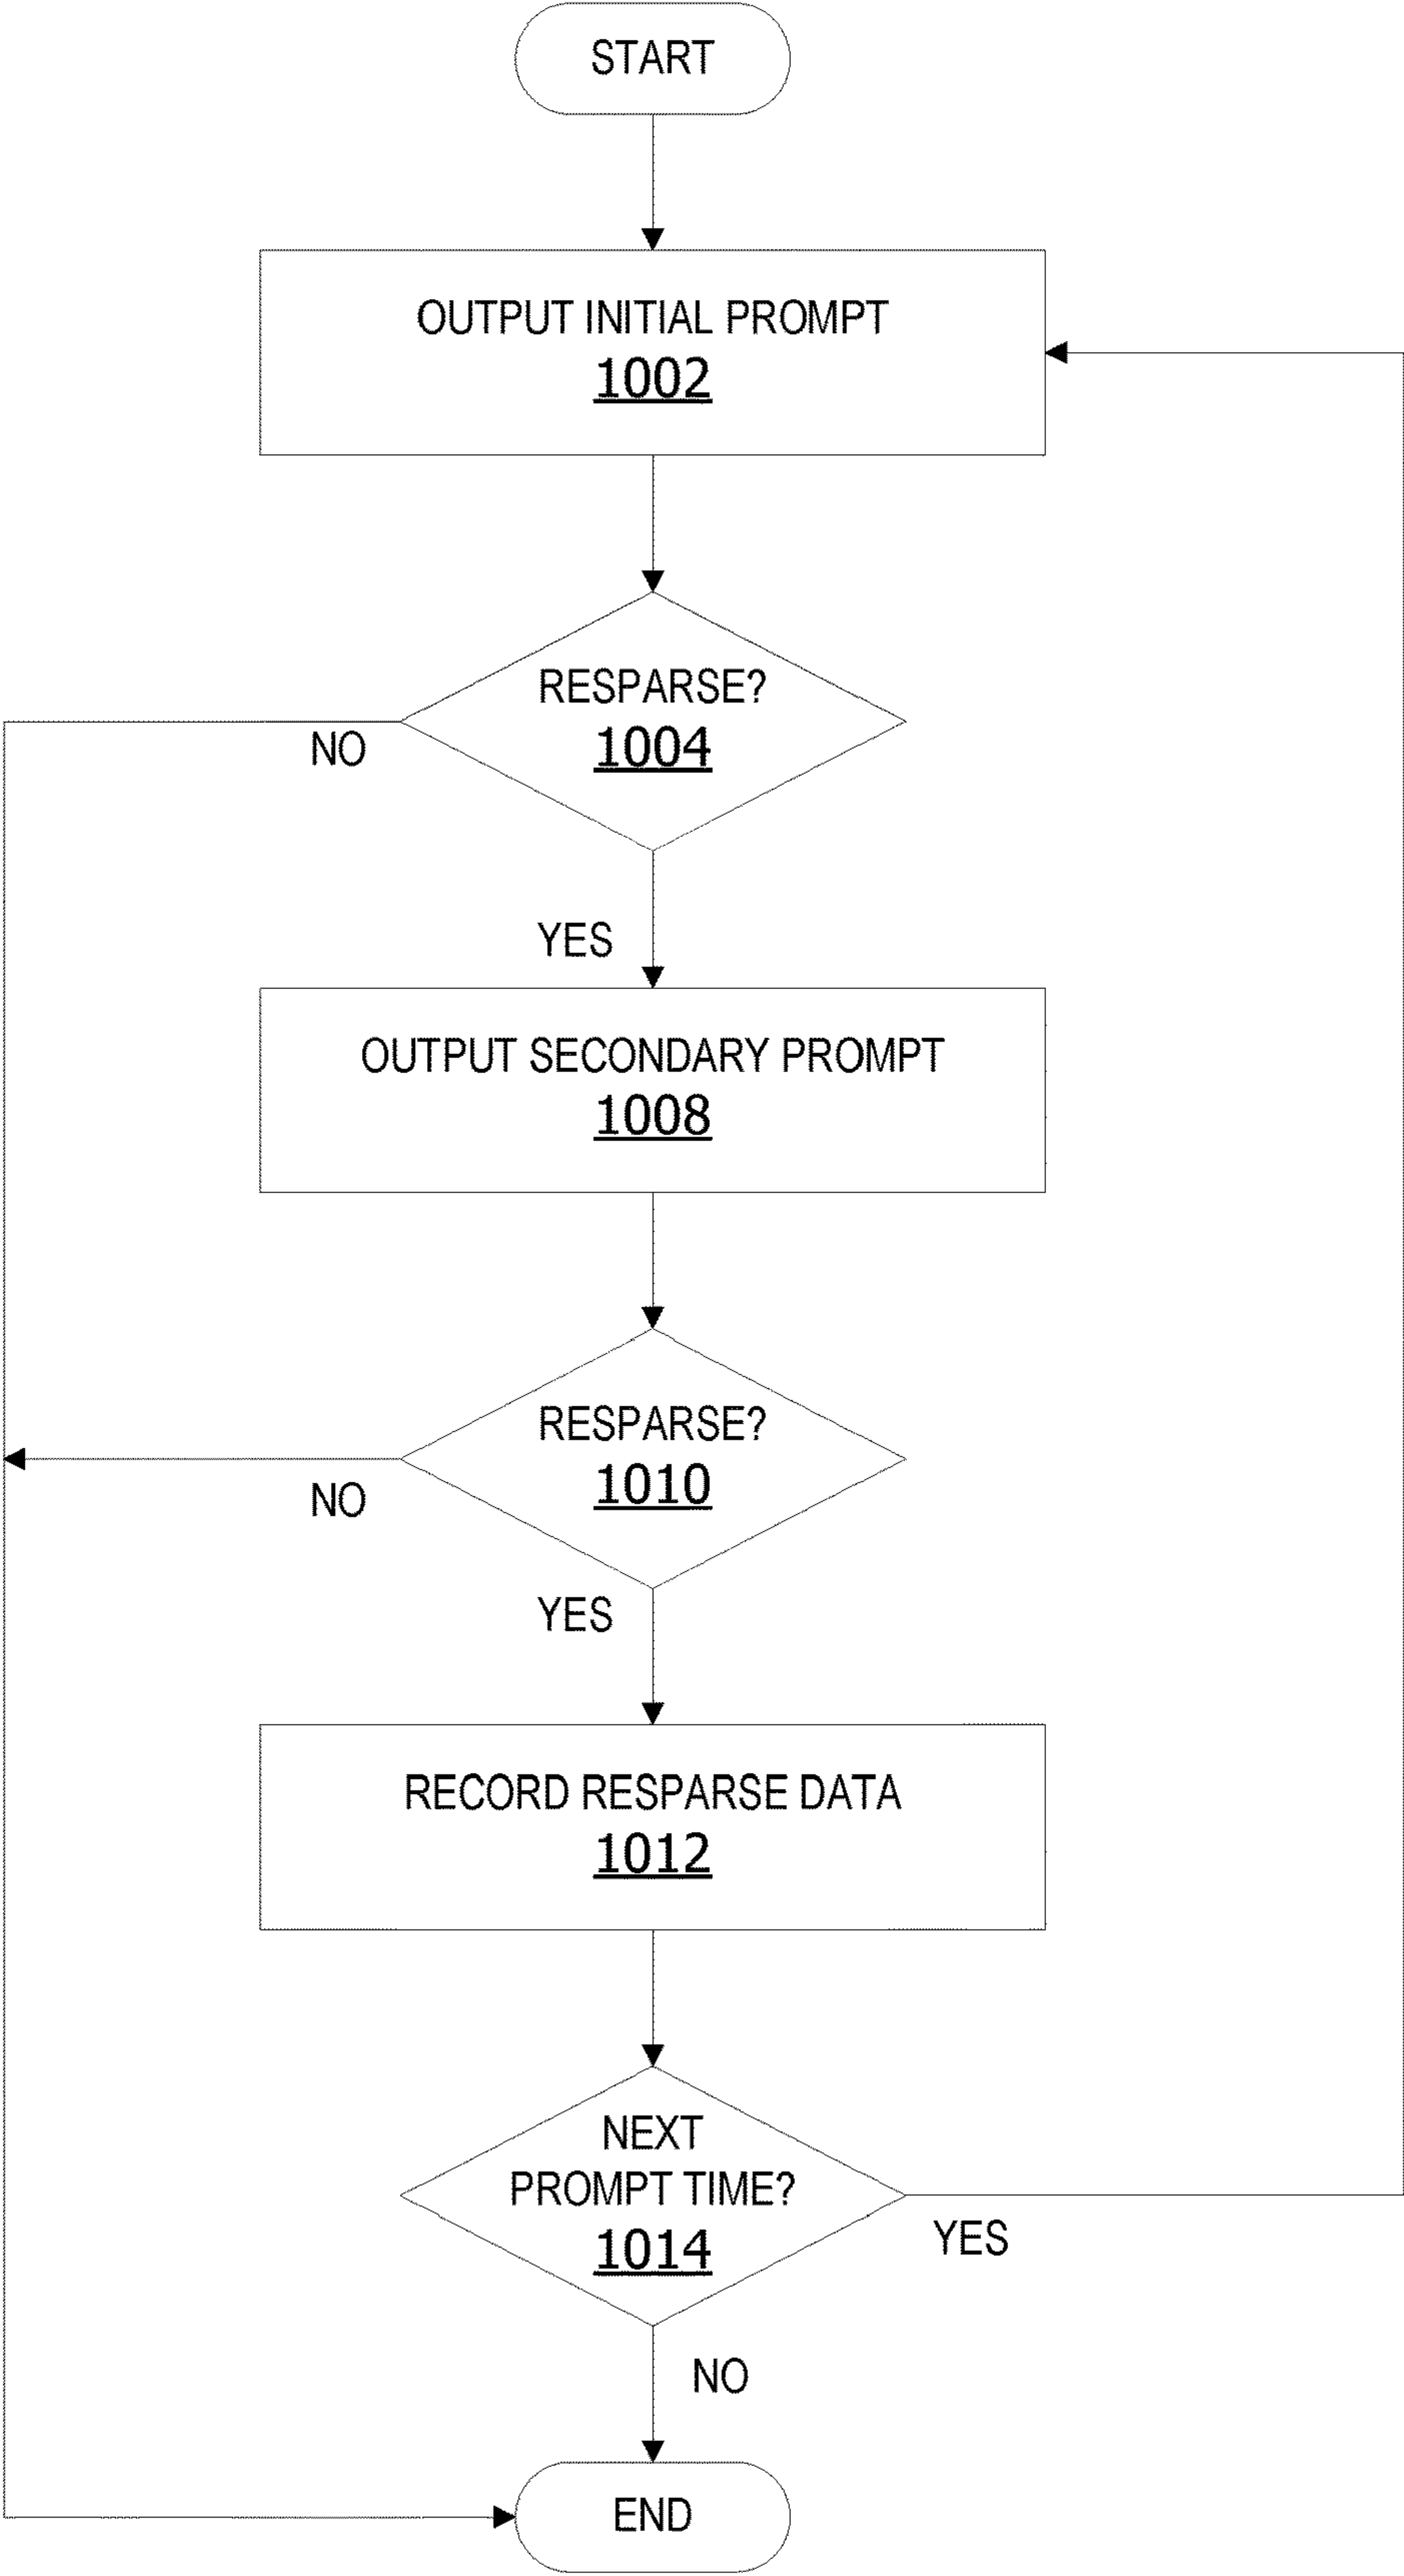 START
OUTPUT INITIAL PROMPT
1002
RESPARSE?
1004
NO
YES
OUTPUT SECONDARY PROMPT
1008
RESPARSE?
1010
NO
YES
RECORD RESPARSE DATA
1012
NEXT
PROMPT TIME?
1014
YES
NO
END